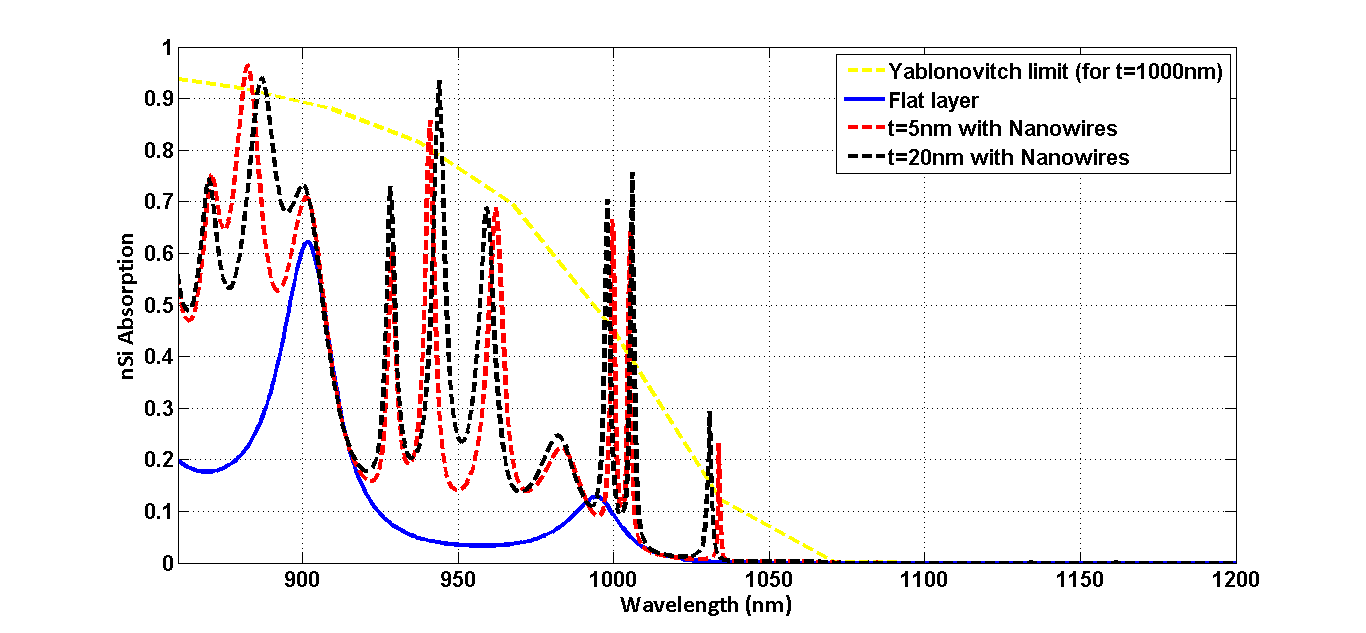 nSi Absorption
1
0.9
0.8
0.7
0.6
0.5
0.4
0.3
0.2
0.1
0
Yablonovitch limit (for t=1000nm)
Flat layer
t=5nm with Nanowires
t=20nm with Nanowires
900 950 1000 1050 1100 1150 1200
Wavelength (nm)